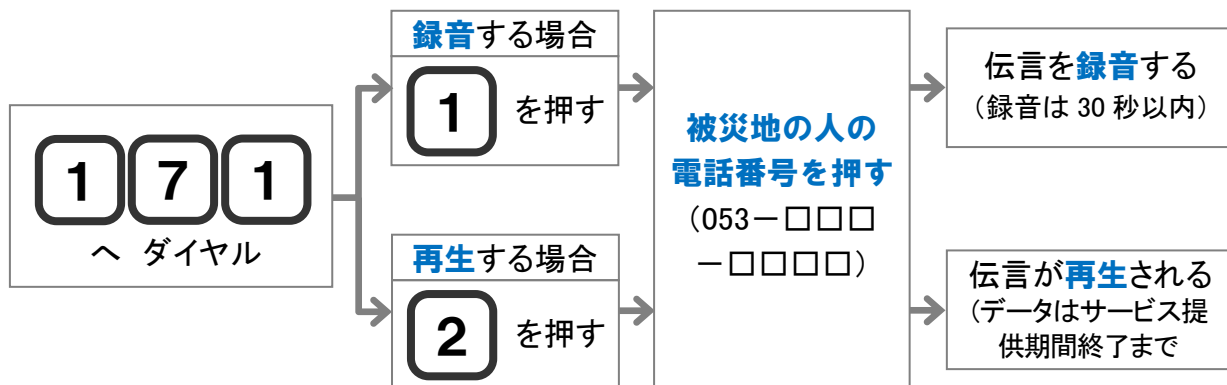 171
へ ダイヤル
録音する場合
1 を押す
再生する場合
2 を押す
被災地の人の
電話番号を押す
（053－□□□
－□□□□）
伝言を録音する
（録音は 30 秒以内）
伝言が再生される
（データはサービス提
供期間終了まで